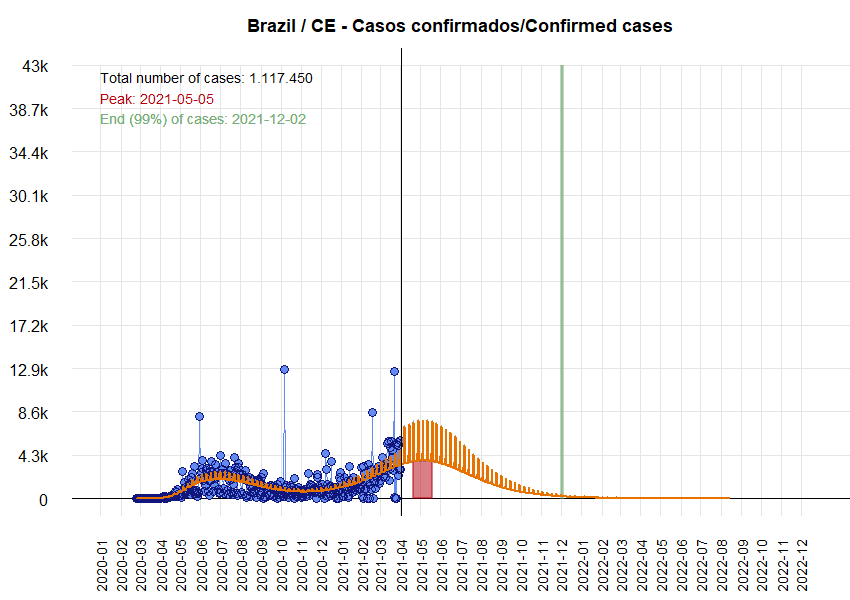 Brazil / CE - Casos confirmados/Confirmed cases
Total number of cases: 1.117.450
Peak: 2021-05-05
End (99%) of cases: 2021-12-02
43k
38.7k
34.4k
30.1k
25.8k
21.5k
17.2k
12.9k
8.6k
4.3k
0
2020-01
2020-02
2020-03
2020-04
2020-05
2020-06
2020-07
2020-08
2020-09
2020-10
2020-11
2020-12
2021-01
2021-02
2021-03
2021-04
2021-05
2021-06
2021-07
2021-08
2021-09
2021-10
2021-11
2021-12
2022-02
2022-03
2022-04
2022-05
2022-06
2022-07
2022-08
2022-09
2022-10
2022-11
2022-12